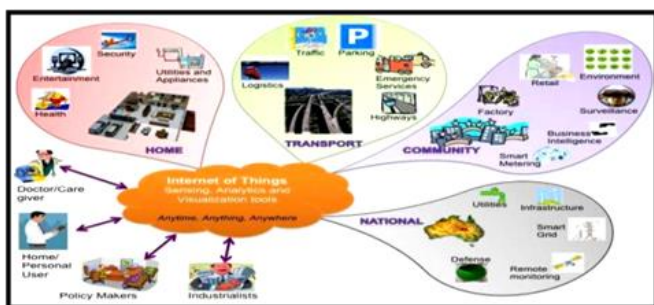 Security
Entertainment
Utilities and
Appliances
Health
HOME
Traffic
P
Parking
Logistics
Emergency
Services
Highways
TRANSPORT
Retail
Environment
Factory
Surveillance
Business
Intelligence
COMMUNITY
Smart
Metering
Internet of Things
Sensing, Analytics and
Visualization tools
Anytime, Anything, Anywhere
NATIONAL
Utilities
Infrastructure
Smart
Grid
Defense
Remote
monitoring
Doctor/Care
giver
Home/
Personal
User
Policy Makers
Industrialists